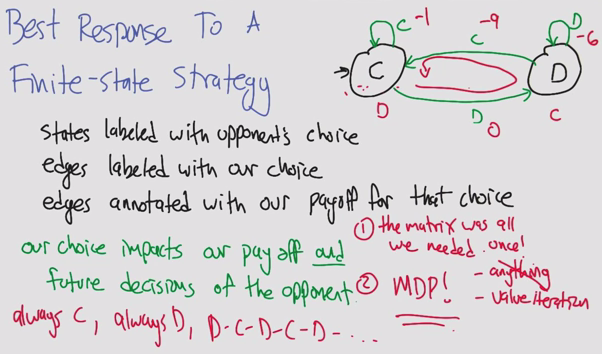 Best Response To A
Finite-state Strategy
C -1
-9
C
D -6
C
D
D
D
0
C
states labeled with opponent's choice
edges labeled with our choice
edges annotated with our payoff for that choice
our choice impacts our payoff and
future decisions of the opponent
always C, always D, D-C-D-C-D-...
① the matrix was all
we needed once!
② MDP!
- anything
- value iteration